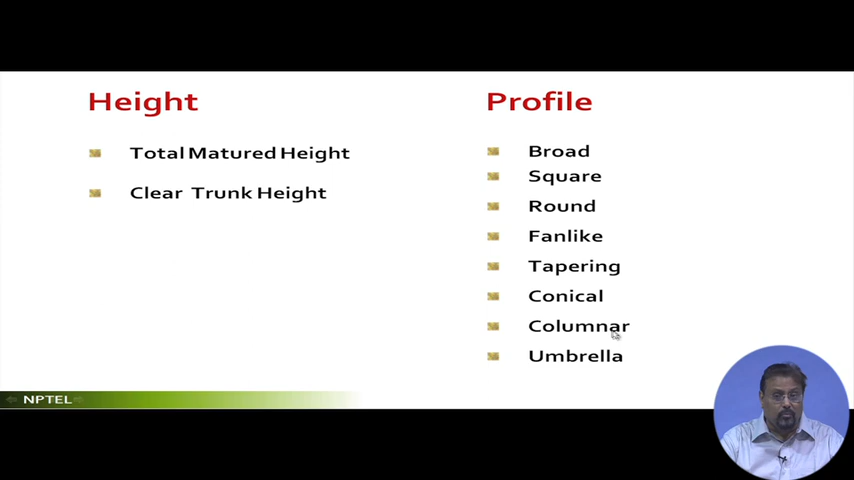 Height
Total Matured Height
Clear Trunk Height
Profile
Broad
Square
Round
Fanlike
Tapering
Conical
Columnar
Umbrella
NPTEL